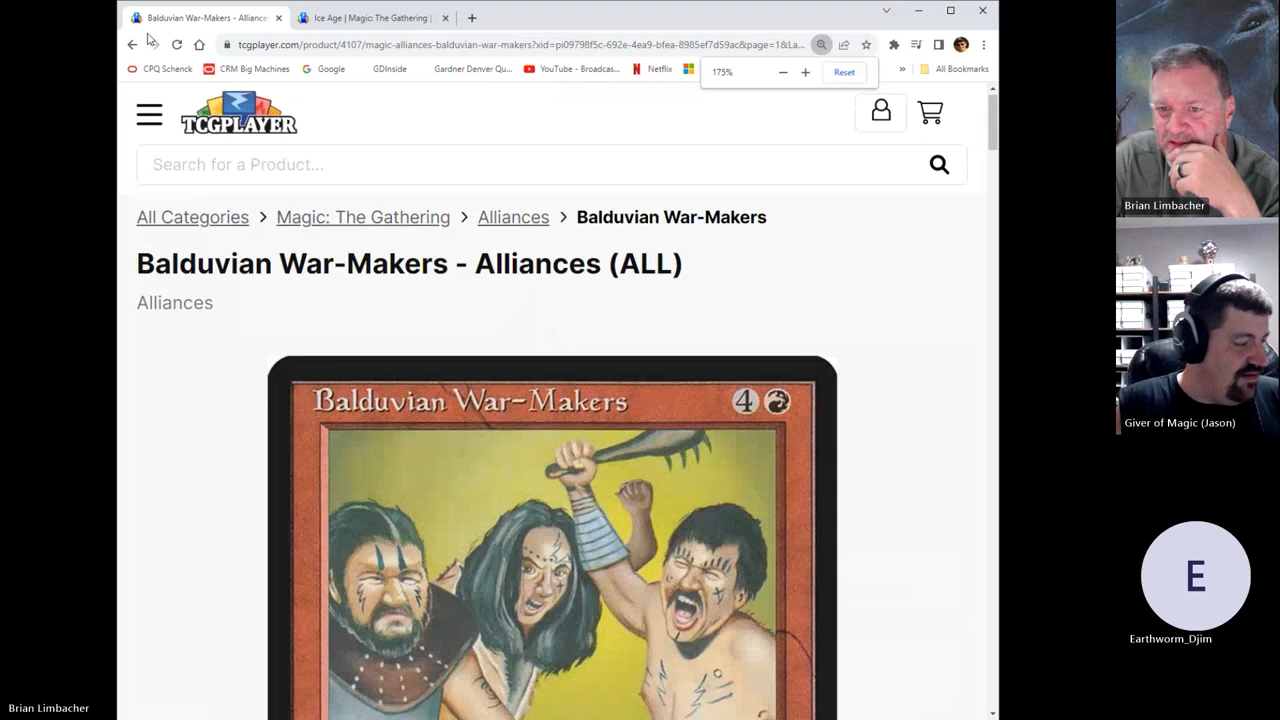 Balduvian War-Makers - Alliance
Ice Age | Magic: The Gathering |
tcgplayer.com/product/4107/magic-alliances-balduvian-war-makers?xid=pi09798f5c-692e-4ea9-bfea-8985ef7d59ac&page=1&La...
CPQ Schenck
CRM Big Machines
Google
GDInside
Gardner Denver Qu...
YouTube - Broadcas...
Netflix
»
All Bookmarks
175%
Reset
TCGPLAYER
Search for a Product...
All Categories > Magic: The Gathering > Alliances > Balduvian War-Makers
Balduvian War-Makers - Alliances (ALL)
Alliances
Balduvian War-Makers 4
Brian Limbacher
Giver of Magic (Jason)
E
Earthworm_Djim
Brian Limbacher